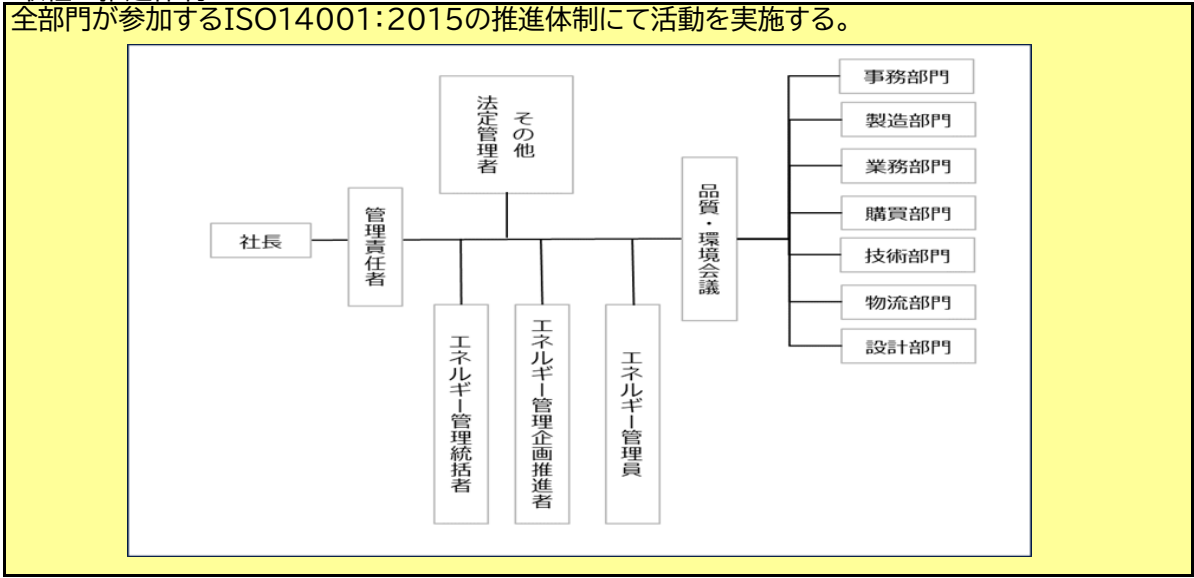 全部門が参加するISO14001：2015の推進体制にて活動を実施する。
その他
法定管理者
社長
管理責任者
エネルギー管理統括者
エネルギー管理企画推進者
エネルギー管理員
品質・環境会議
事務部門
製造部門
業務部門
購買部門
技術部門
物流部門
設計部門